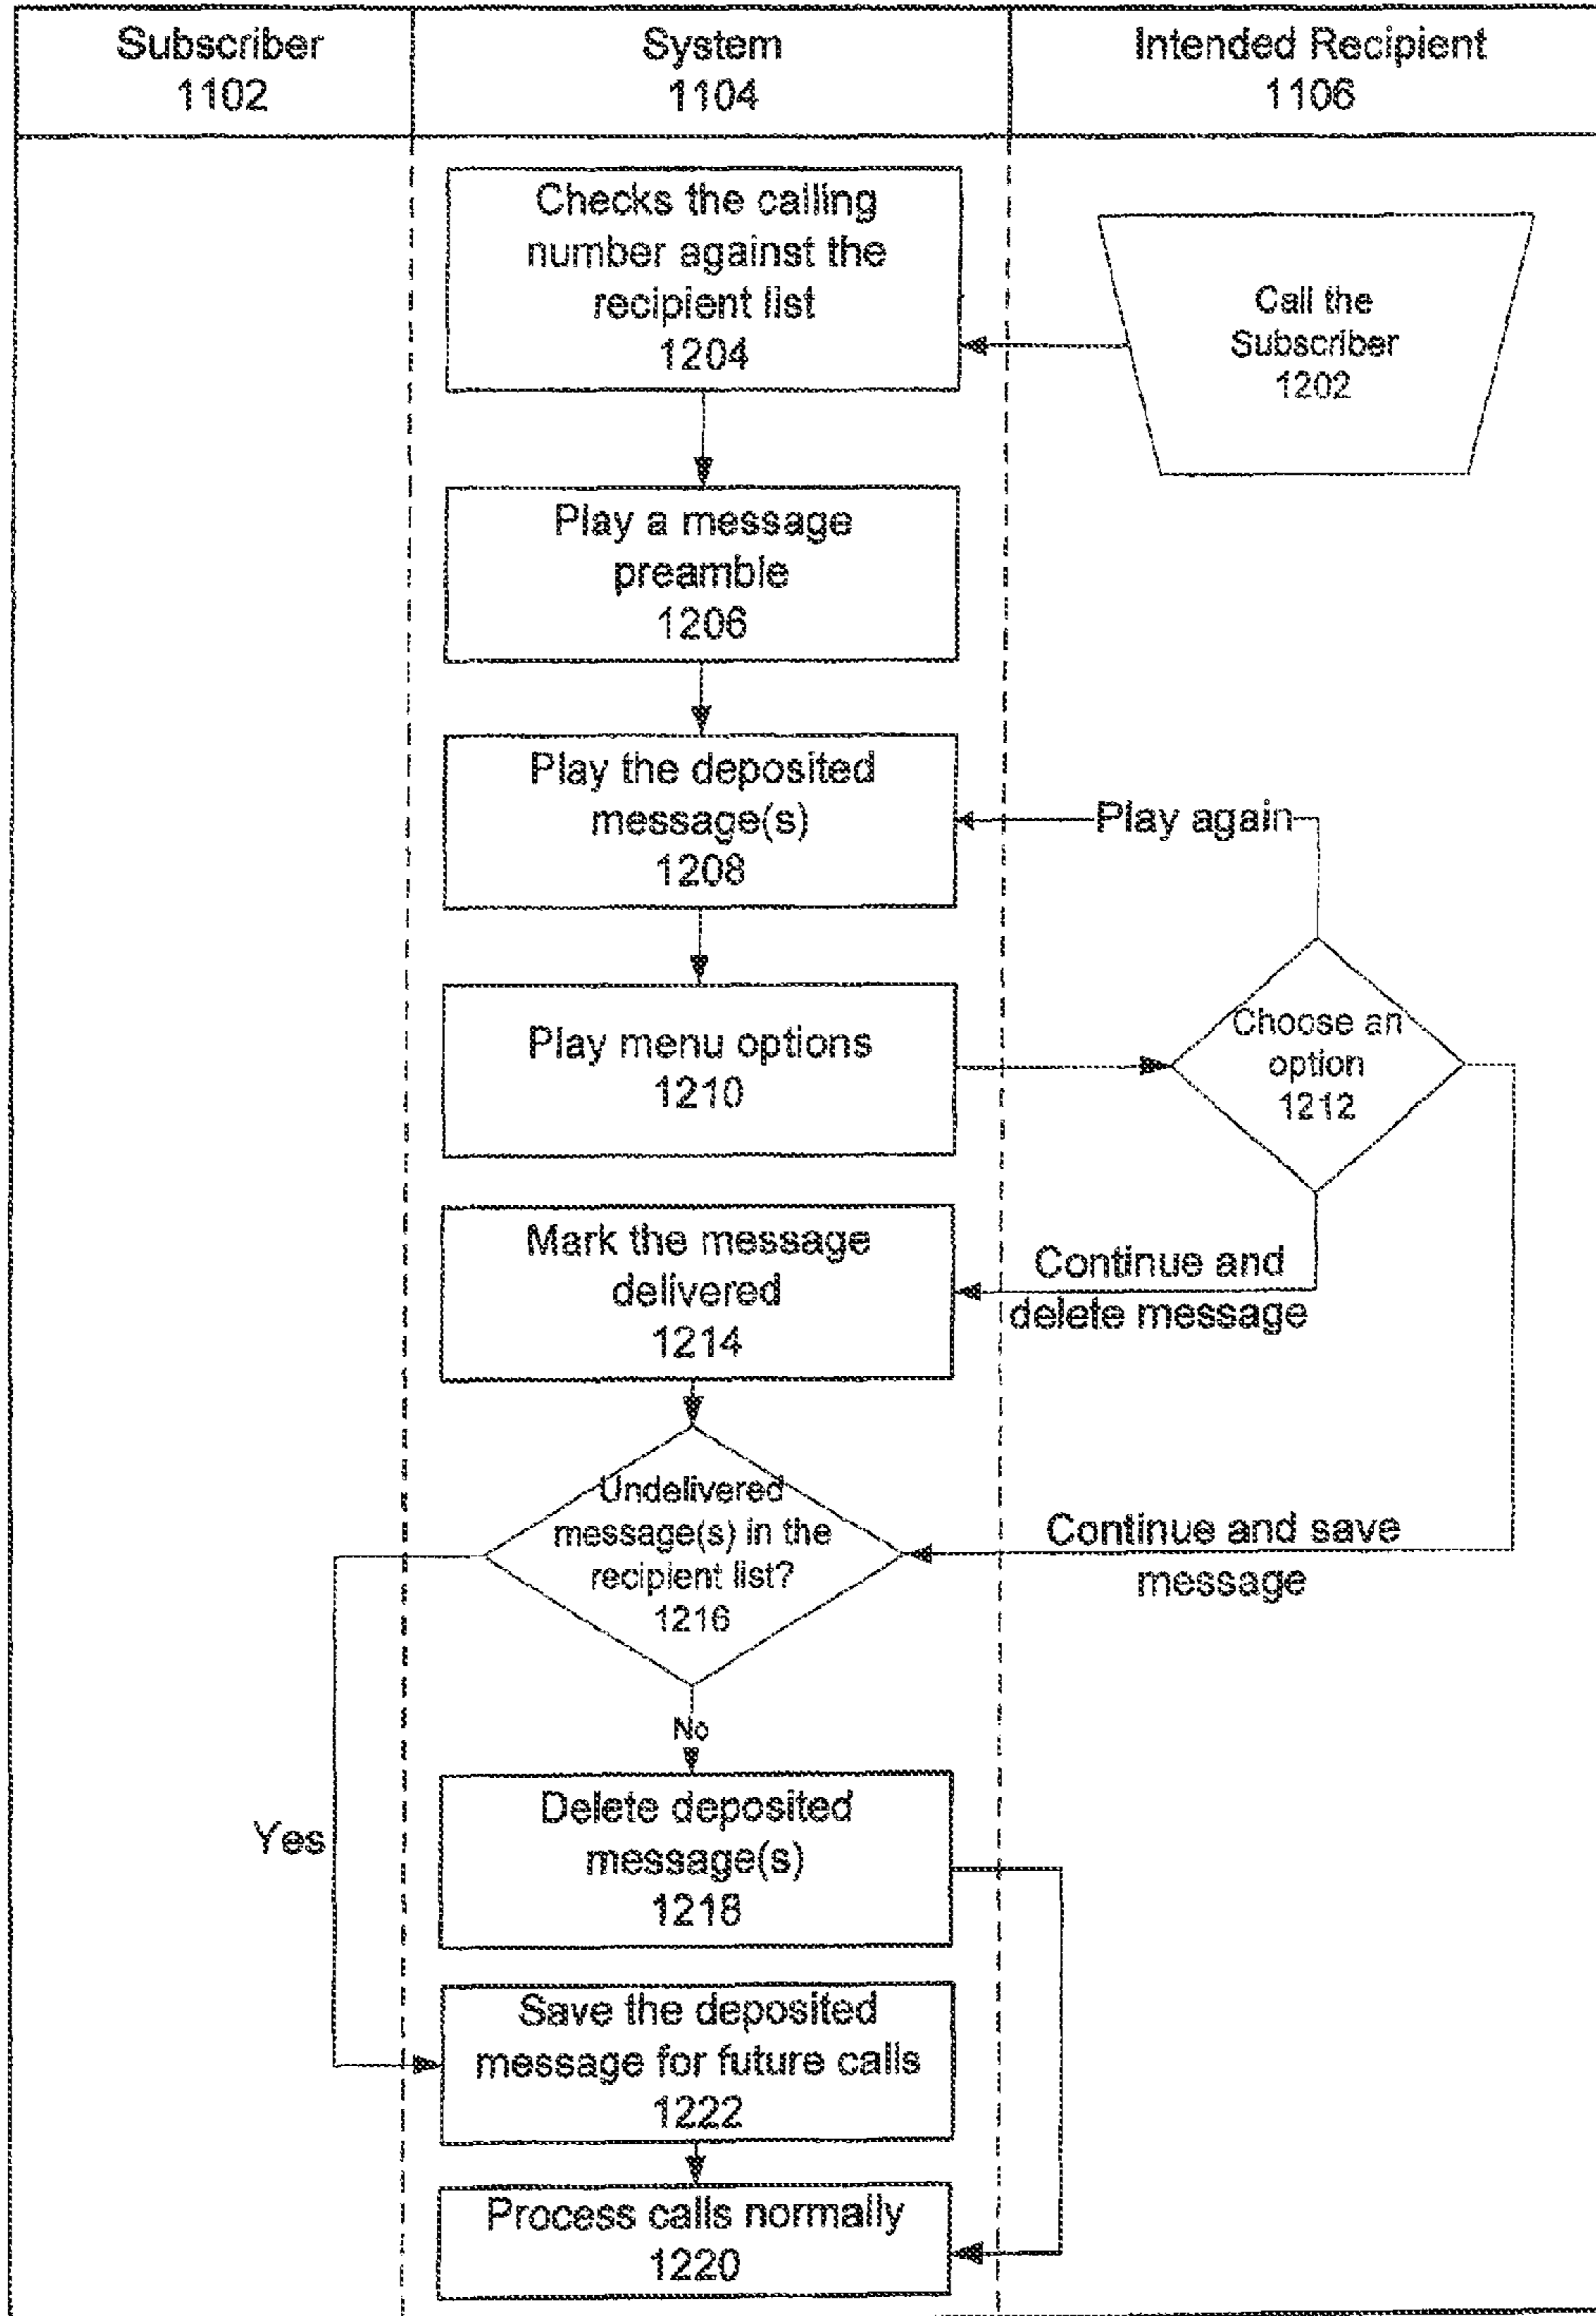 Subscriber
1102
System
1104
Intended Recipient
1106
Checks the calling
number against the
recipient list
1204
Call the
Subscriber
1202
Play a message
preamble
1206
Play the deposited
message(s)
1208
Play again
Play menu options
1210
Choose an
option
1212
Mark the message
delivered
1214
Continue and
delete message
Undelivered
message(s) in the
recipient list?
1216
Continue and save
message
No
Yes
Delete deposited
message(s)
1218
Save the deposited
message for future calls
1222
Process calls normally
1220